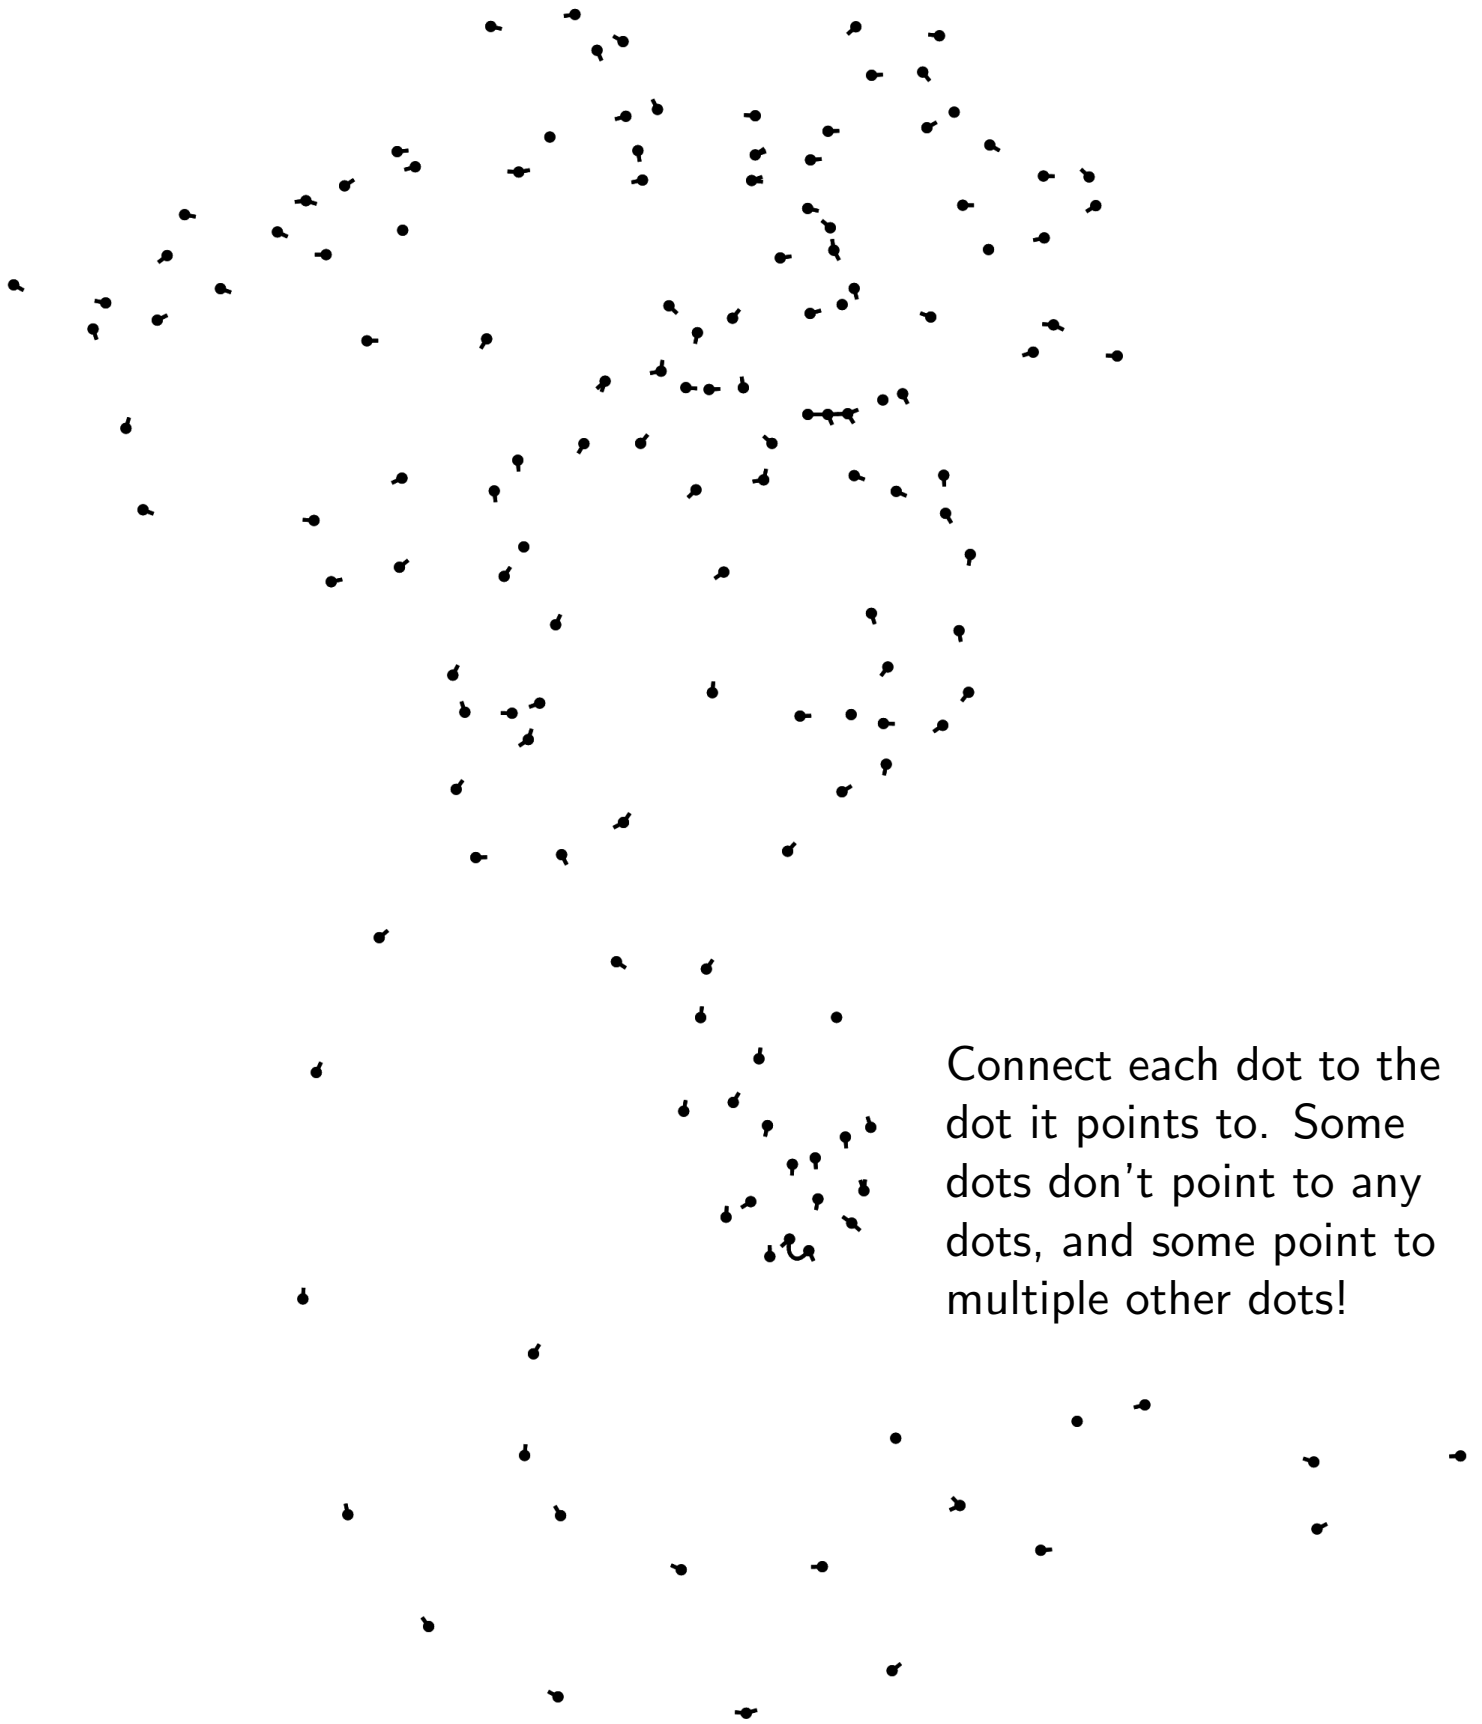 Connect each dot to the
dot it points to. Some
dots don't point to any
dots, and some point to
multiple other dots!